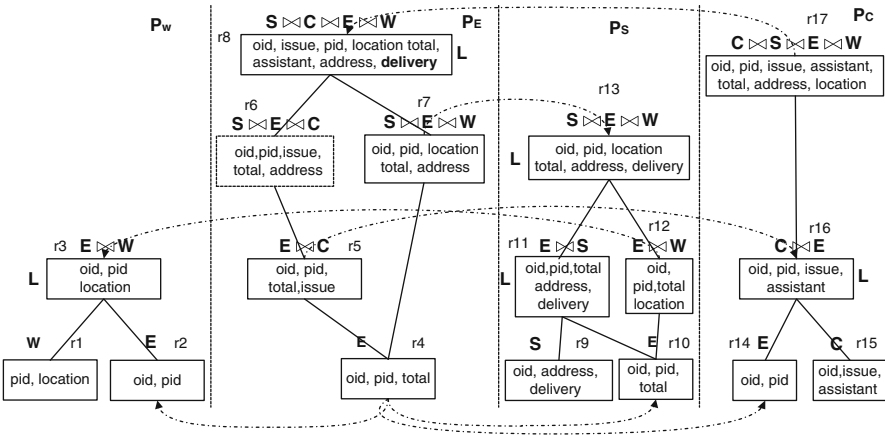 Pw
PE
Ps
Pc
r17
S ⋈ C ⋈ E ⋈ W
C ⋈ S ⋈ E ⋈ W
r8
oid, issue, pid, location total,
assistant, address, delivery
L
oid, pid, issue, assistant,
total, address, location
r6
r7
r13
S ⋈ E ⋈ C
S ⋈ E ⋈ W
S ⋈ E ⋈ W
oid,pid,issue,
total, address
oid, pid, location
total, address
L
oid, pid, location
total, address, delivery
r3
E ⋈ W
E ⋈ C
r5
r11
E ⋈ S
E ⋈ W
r12
C ⋈ E
r16
L
oid, pid
location
oid, pid,
total,issue
L
oid,pid,total
address,
delivery
oid,
pid,total
location
oid, pid, issue,
assistant
L
W
r1
E
r2
E
r4
S
r9
E
r10
r14
E
C
r15
pid, location
oid, pid
oid, pid, total
oid, address,
delivery
oid, pid,
total
oid, pid
oid,issue,
assistant